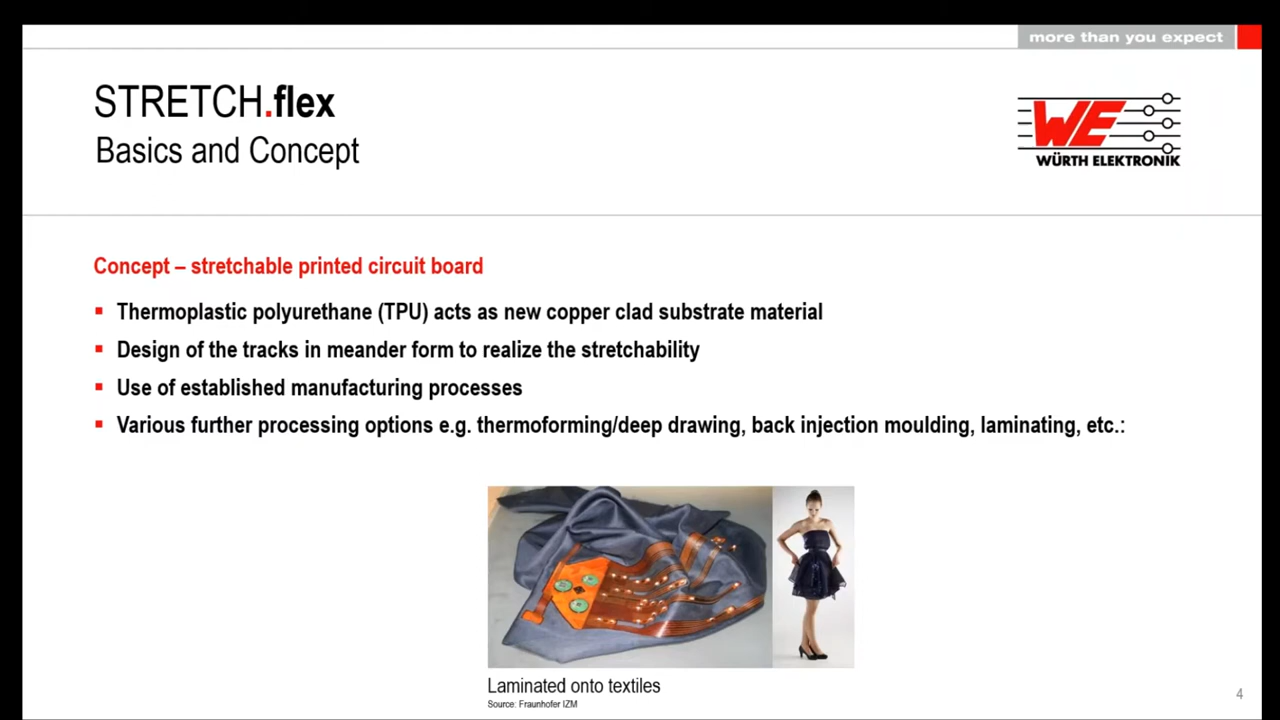 more than you expect
STRETCH.flex
Basics and Concept
WE
WÜRTH ELEKTRONIK
Concept – stretchable printed circuit board
▪ Thermoplastic polyurethane (TPU) acts as new copper clad substrate material
▪ Design of the tracks in meander form to realize the stretchability
▪ Use of established manufacturing processes
▪ Various further processing options e.g. thermoforming/deep drawing, back injection moulding, laminating, etc.:
Laminated onto textiles
Source: Fraunhofer IZM
4